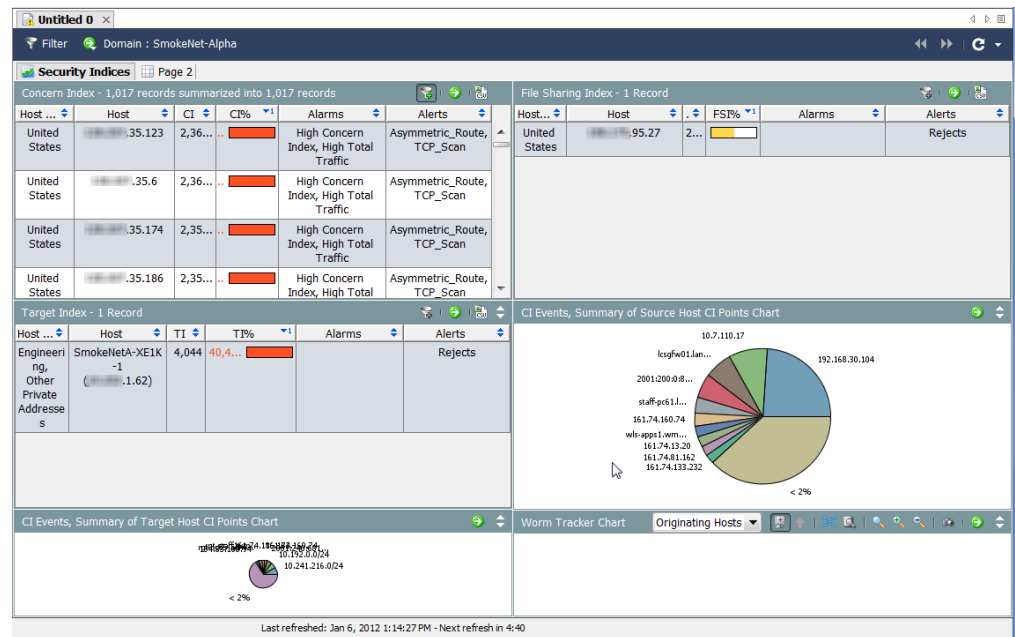 Untitled 0
Filter Domain : SmokeNet-Alpha
Security Indices Page 2
Concern Index - 1,017 records summarized into 1,017 records
Host ... Host CI CI% 1 Alarms Alerts
United States .35.123 2,36... .. High Concern Index, High Total Traffic Asymmetric_Route, TCP_Scan
United States .35.6 2,36... .. High Concern Index, High Total Traffic Asymmetric_Route, TCP_Scan
United States .35.174 2,35... .. High Concern Index, High Total Traffic Asymmetric_Route, TCP_Scan
United States .35.186 2,35... .. High Concern Index, High Total Asymmetric_Route, TCP_Scan
File Sharing Index - 1 Record
Host... Host . FSI% 1 Alarms Alerts
United States .95.27 2... Rejects
Target Index - 1 Record
Host ... Host TI TI% 1 Alarms Alerts
Engineeri SmokeNetA-XE1K 4,044 40,4... Rejects
ng, -1
Other (.1.62)
Private
Addresse
s
CI Events, Summary of Source Host CI Points Chart
10.7.110.17
lcsgfw01.lan...
192.168.30.104
2001:200:0:8...
staff-pc61.l...
161.74.160.74
wls-apps1.wm...
161.74.13.20
161.74.81.162
161.74.133.232
< 2%
CI Events, Summary of Target Host CI Points Chart
10.192.0.0/24
10.241.216.0/24
< 2%
Worm Tracker Chart Originating Hosts
Last refreshed: Jan 6, 2012 1:14:27 PM - Next refresh in 4:40